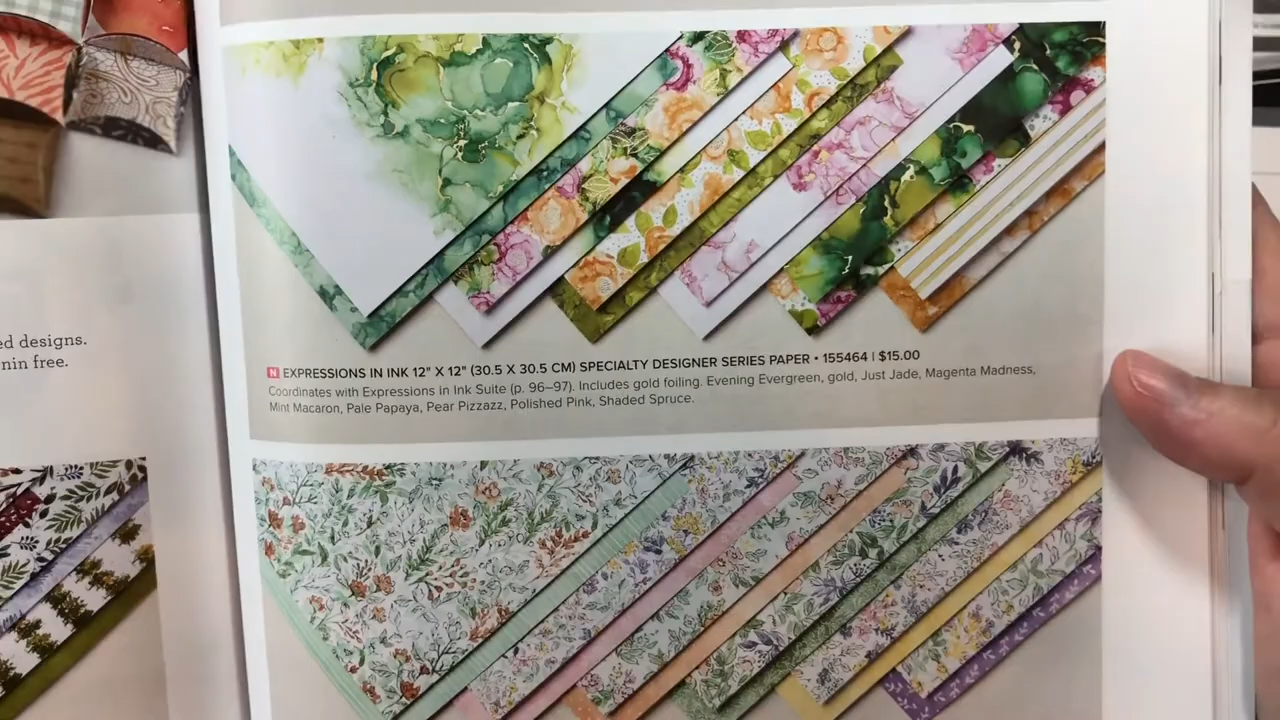 ed designs.
nin free.
N EXPRESSIONS IN INK 12" X 12" (30.5 X 30.5 CM) SPECIALTY DESIGNER SERIES PAPER • 155464 | $15.00
Coordinates with Expressions in Ink Suite (p. 96–97). Includes gold foiling. Evening Evergreen, gold, Just Jade, Magenta Madness,
Mint Macaron, Pale Papaya, Pear Pizzazz, Polished Pink, Shaded Spruce.